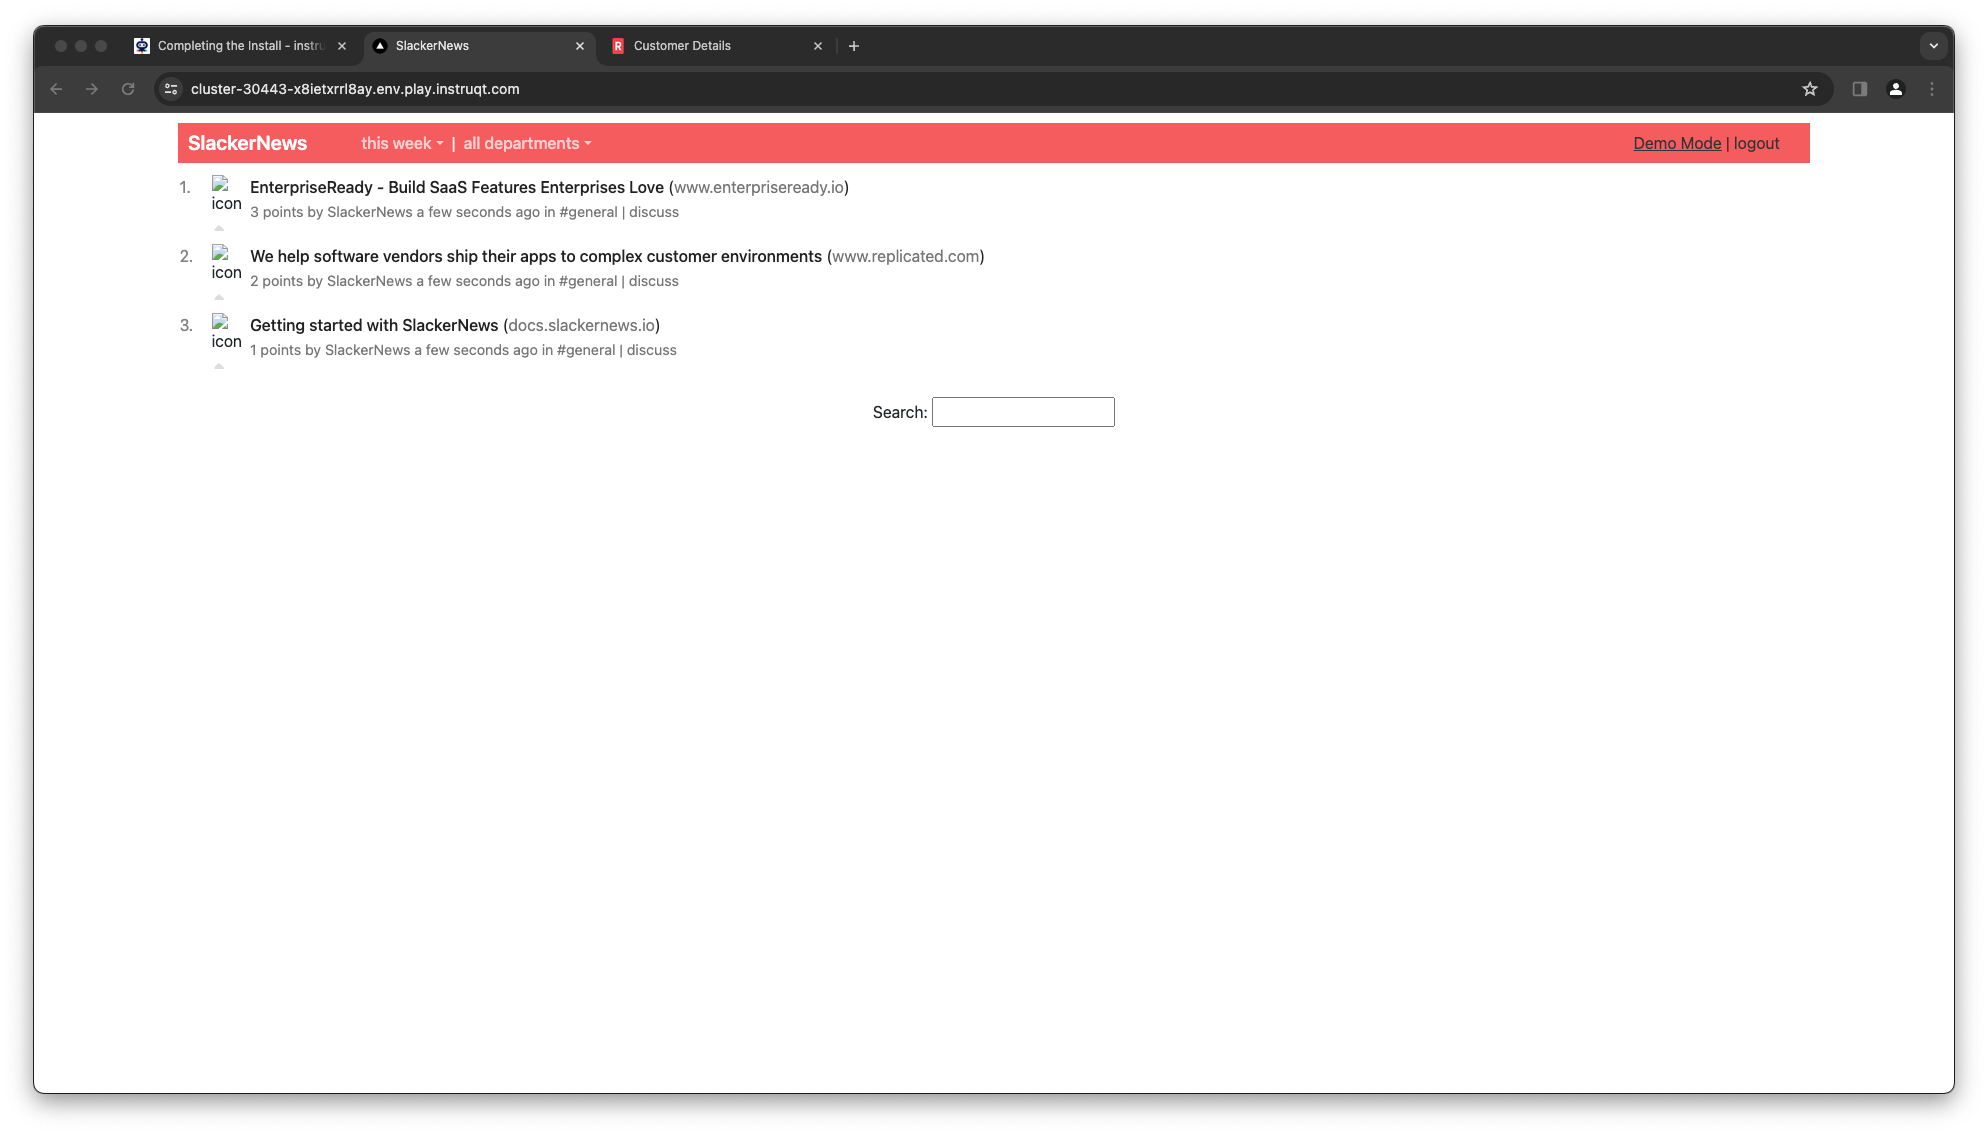 Completing the Install - instru
SlackerNews
Customer Details
cluster-30443-x8ietxrrl8ay.env.play.instruqt.com
SlackerNews this week | all departments Demo Mode | logout
1. icon EnterpriseReady - Build SaaS Features Enterprises Love (www.enterpriseready.io)
3 points by SlackerNews a few seconds ago in #general | discuss
2. icon We help software vendors ship their apps to complex customer environments (www.replicated.com)
2 points by SlackerNews a few seconds ago in #general | discuss
3. icon Getting started with SlackerNews (docs.slackernews.io)
1 points by SlackerNews a few seconds ago in #general | discuss
Search: